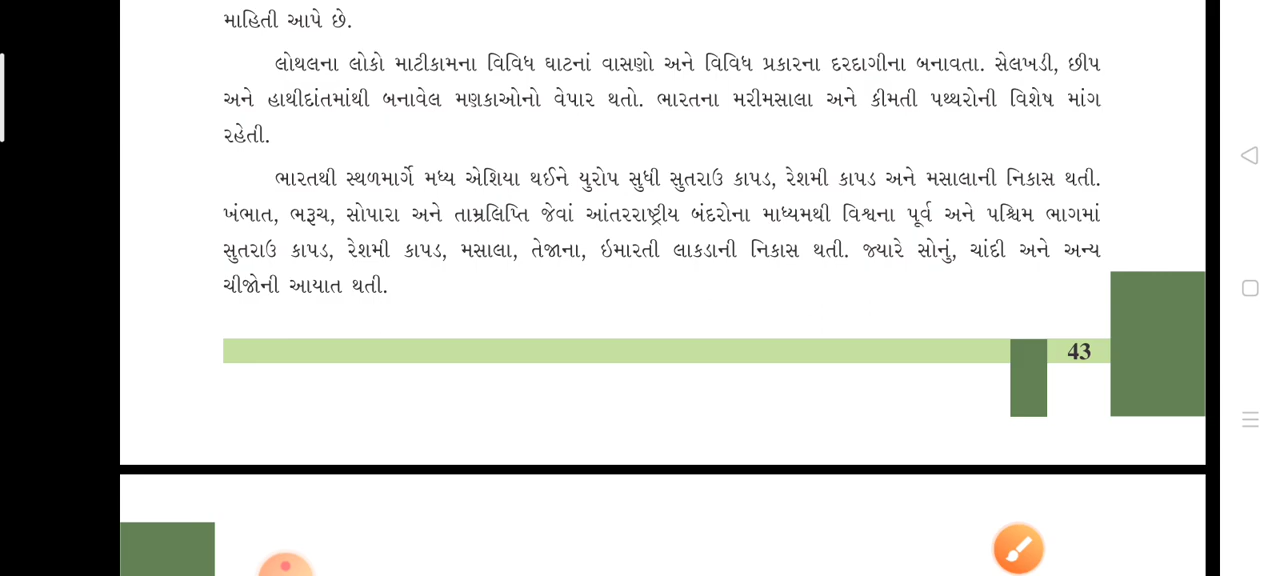 માહિતી આપે છે.
લોથલના લોકો માટીકામના વિવિધ ઘાટનાં વાસણો અને વિવિધ પ્રકારના દરદાગીના બનાવતા. સેલખડી, છીપ
અને હાથીદાંતમાંથી બનાવેલ મણકાઓનો વેપાર થતો. ભારતના મરીમસાલા અને કીમતી પથ્થરોની વિશેષ માંગ
રહેતી.
ભારતથી સ્થળમાર્ગે મધ્ય એશિયા થઈને યુરોપ સુધી સુતરાઉ કાપડ, રેશમી કાપડ અને મસાલાની નિકાસ થતી.
ખંભાત, ભરૂચ, સોપારા અને તામ્રલિપ્તિ જેવાં આંતરરાષ્ટ્રીય બંદરોના માધ્યમથી વિશ્વના પૂર્વ અને પશ્ચિમ ભાગમાં
સુતરાઉ કાપડ, રેશમી કાપડ, મસાલા, તેજાના, ઇમારતી લાકડાની નિકાસ થતી. જ્યારે સોનું, ચાંદી અને અન્ય
ચીજોની આયાત થતી.
43